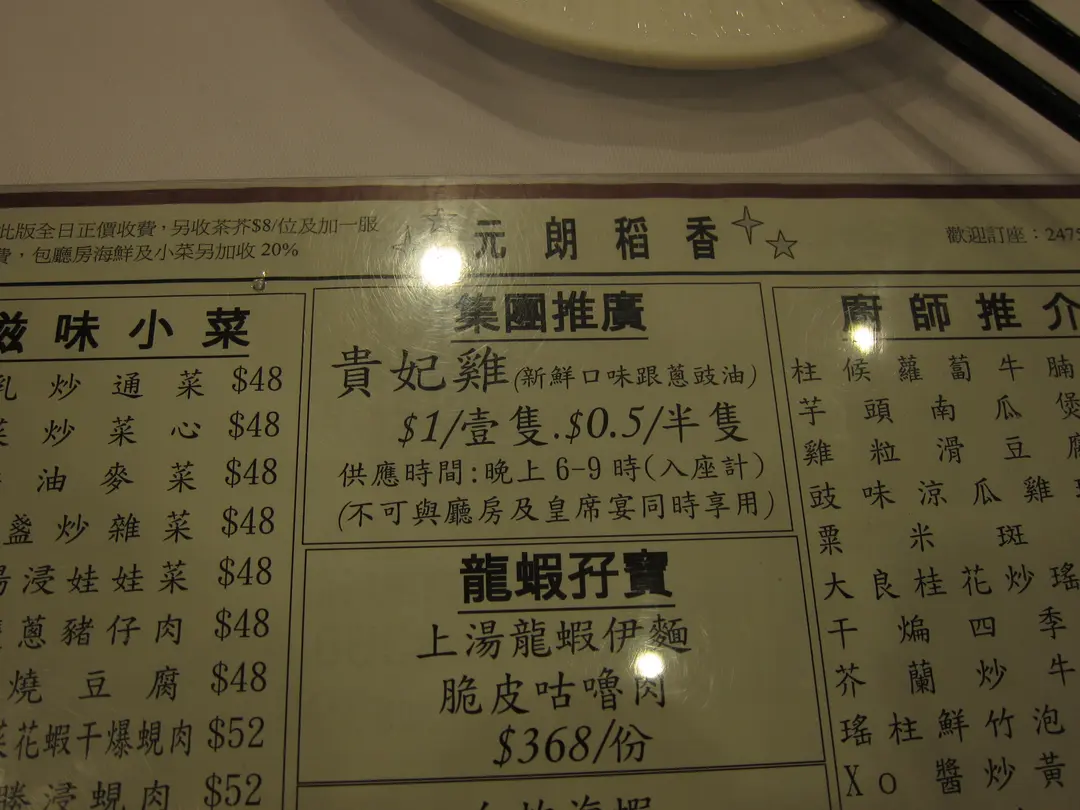 此版全日正價收費，另收茶芥$8/位及加一服
費，包廳房海鮮及小菜另加收 20%
元朗稻香
歡迎訂座：2475
滋味小菜
乳炒通菜 $48
炒菜心 $48
油麥菜 $48
盞炒雜菜 $48
浸娃娃菜 $48
蔥豬仔肉 $48
燒豆腐 $48
菜花蝦干爆蜆肉 $52
勝浸蜆肉 $52
集團推廣
貴妃雞(新鮮口味跟蔥豉油)
$1/壹隻.$0.5/半隻
供應時間:晚上 6-9 時(入座計)
(不可與廳房及皇席宴同時享用)
龍蝦孖寶
上湯龍蝦伊麵
脆皮咕嚕肉
$368/份
廚師推介
柱候蘿蔔牛腩
芋頭南瓜煲
雞粒滑豆腐
豉味涼瓜雞
粟米斑
大良桂花炒瑤
干煸四季
芥蘭炒牛
瑤柱鮮竹泡
Xo 醬炒黃